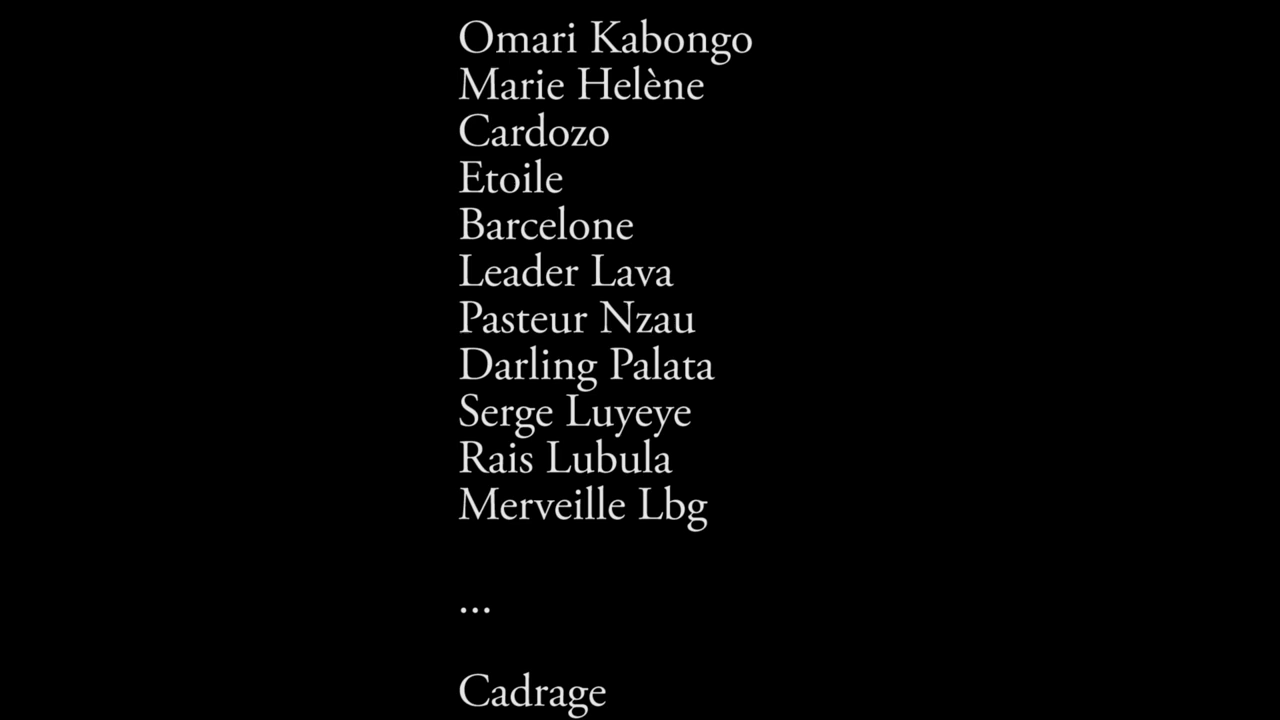 Omari Kabongo
Marie Helène
Cardozo
Etoile
Barcelone
Leader Lava
Pasteur Nzau
Darling Palata
Serge Luyeye
Rais Lubula
Merveille Lbg
...
Cadrage